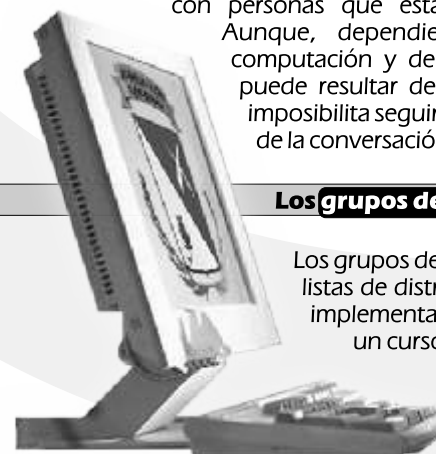 con personas que esta
Aunque, dependie
computación y de
puede resultar de
imposibilita seguir
de la conversació
Los grupos de
Los grupos de
listas de distr
implementa
un curso